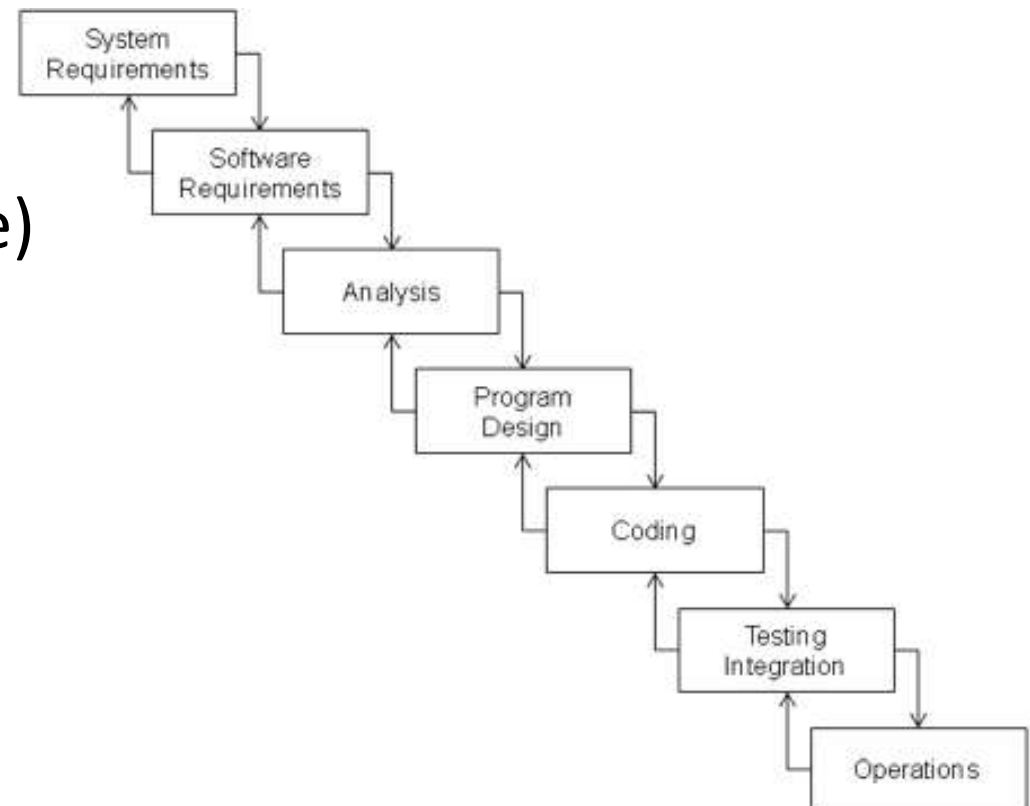 System
Requirements
Software
Requirements
e)
Analysis
Program
Design
Coding
Testing
Integration
Operations